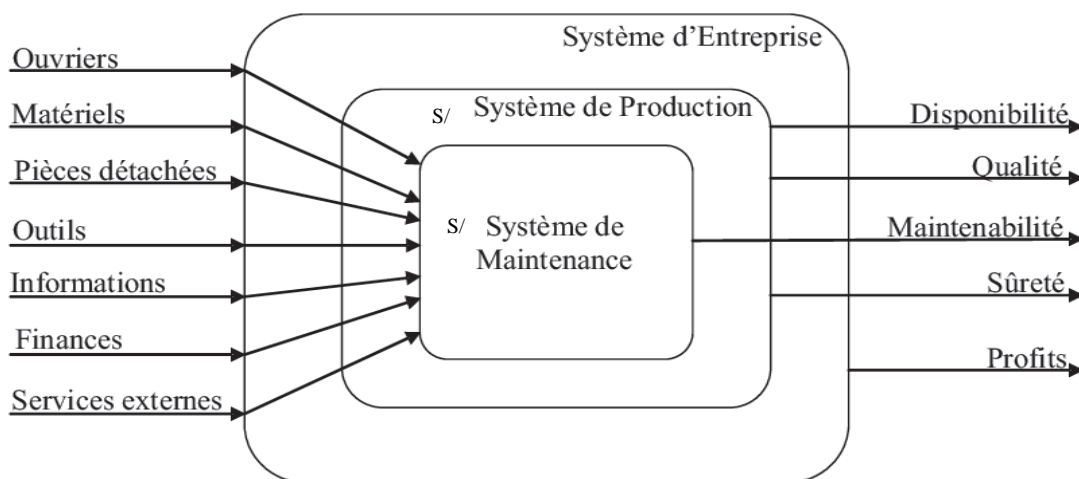 Système d'Entreprise
Ouvriers
Matériels
Pièces détachées
Outils
Informations
Finances
Services externes
S/ Système de Production
S/ Système de
Maintenance
Disponibilité
Qualité
Maintenabilité
Sûreté
Profits